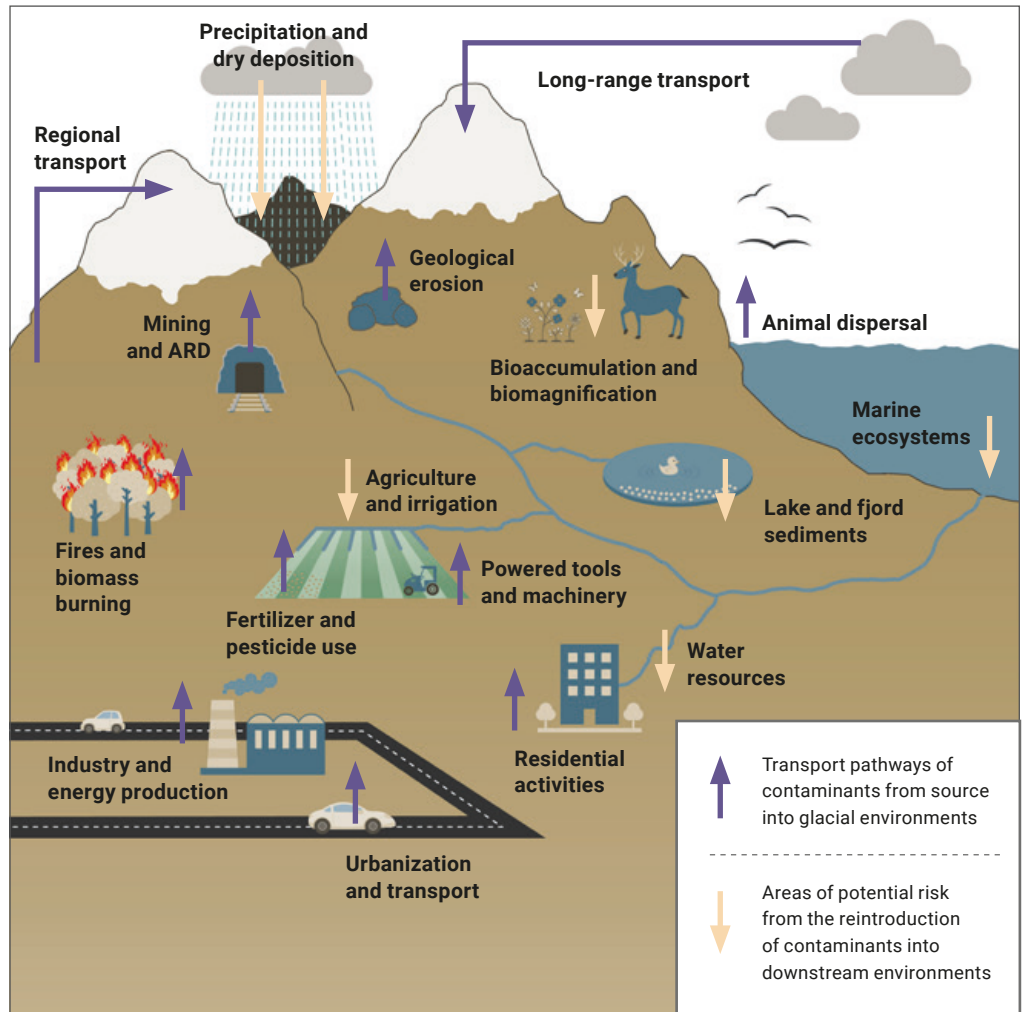 Precipitation and
dry deposition
Long-range transport
Regional
transport
Geological
erosion
Mining
and ARD
Animal dispersal
Bioaccumulation and
biomagnification
Marine
ecosystems
Agriculture
and irrigation
Lake and fjord
sediments
Fires and
biomass
burning
Powered tools
and machinery
Fertilizer and
pesticide use
Water
resources
Industry and
energy production
Residential
activities
Urbanization
and transport
Transport pathways of
contaminants from source
into glacial environments
Areas of potential risk
from the reintroduction
of contaminants into
downstream environments